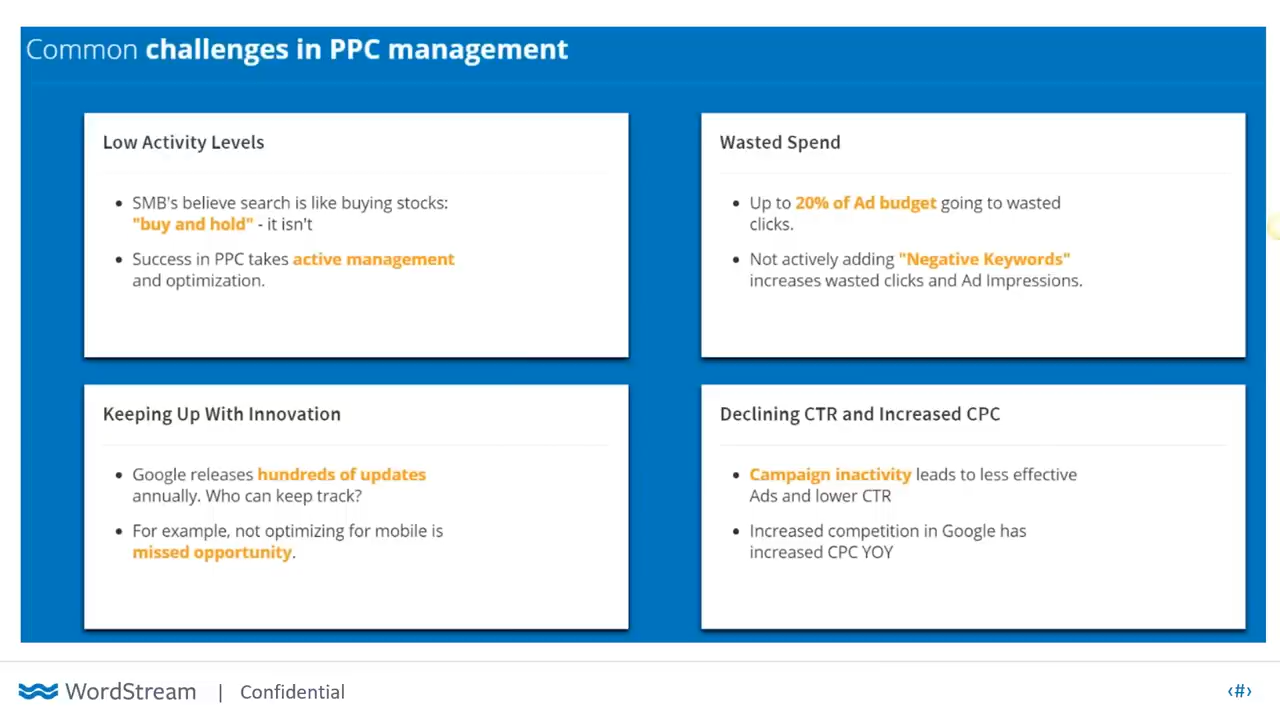 Common challenges in PPC management
Low Activity Levels
• SMB's believe search is like buying stocks:
"buy and hold" - it isn't
• Success in PPC takes active management
and optimization.
Wasted Spend
• Up to 20% of Ad budget going to wasted
clicks.
• Not actively adding "Negative Keywords"
increases wasted clicks and Ad Impressions.
Keeping Up With Innovation
• Google releases hundreds of updates
annually. Who can keep track?
• For example, not optimizing for mobile is
missed opportunity.
Declining CTR and Increased CPC
• Campaign inactivity leads to less effective
Ads and lower CTR
• Increased competition in Google has
increased CPC YOY
WordStream | Confidential
‹#›